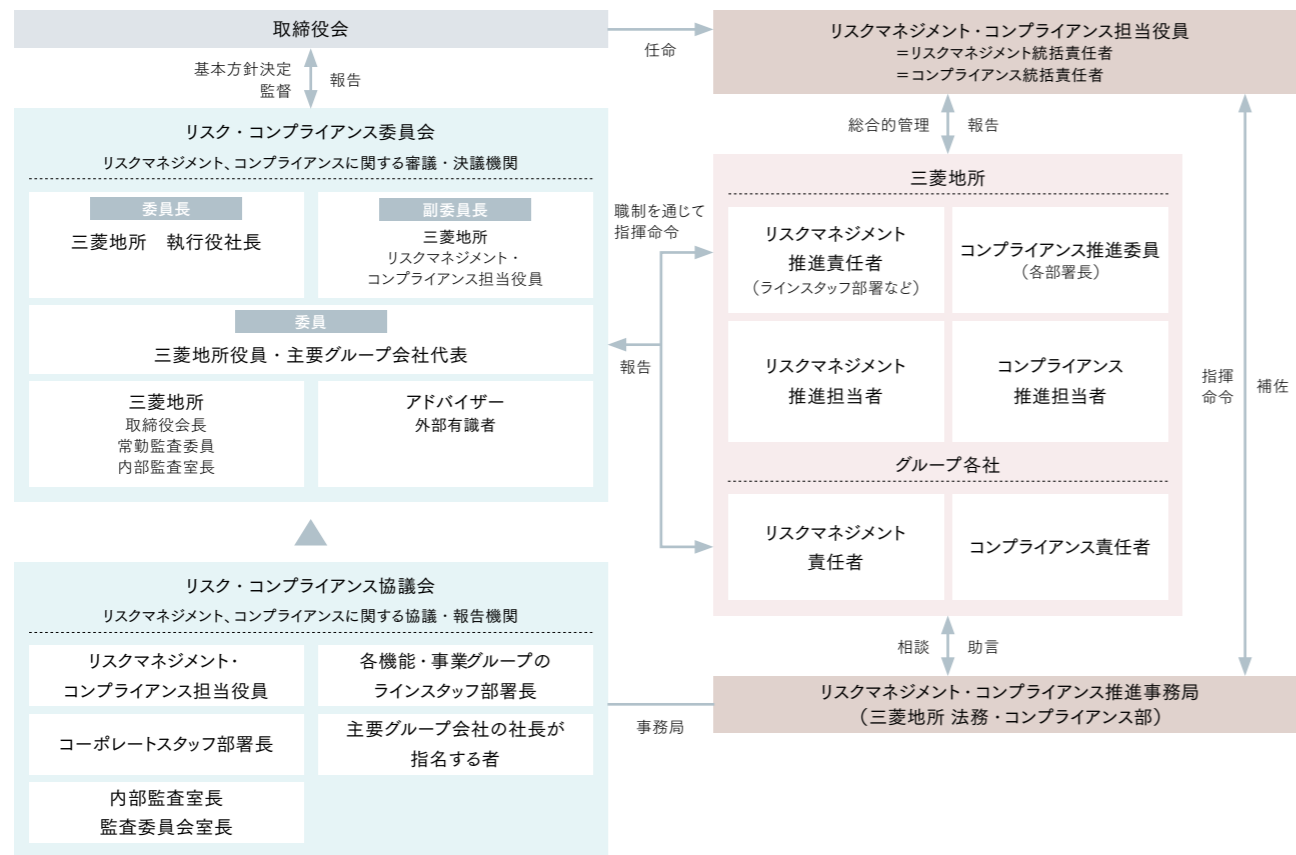 取締役会
任命
リスクマネジメント・コンプライアンス担当役員
＝リスクマネジメント統括責任者
＝コンプライアンス統括責任者
基本方針決定
監督
報告
総合的管理
報告
リスク・コンプライアンス委員会
リスクマネジメント、コンプライアンスに関する審議・決議機関
委員長
三菱地所　執行役社長
副委員長
三菱地所
リスクマネジメント・
コンプライアンス担当役員
委員
三菱地所役員・主要グループ会社代表
三菱地所
取締役会長
常勤監査委員
内部監査室長
アドバイザー
外部有識者
職制を通じて
指揮命令
報告
三菱地所
リスクマネジメント
推進責任者
（ラインスタッフ部署など）
コンプライアンス推進委員
（各部署長）
リスクマネジメント
推進担当者
コンプライアンス
推進担当者
グループ各社
リスクマネジメント
責任者
コンプライアンス責任者
指揮
命令
補佐
リスク・コンプライアンス協議会
リスクマネジメント、コンプライアンスに関する協議・報告機関
リスクマネジメント・
コンプライアンス担当役員
各機能・事業グループの
ラインスタッフ部署長
コーポレートスタッフ部署長
主要グループ会社の社長が
指名する者
内部監査室長
監査委員会室長
事務局
相談
助言
リスクマネジメント・コンプライアンス推進事務局
（三菱地所 法務・コンプライアンス部）